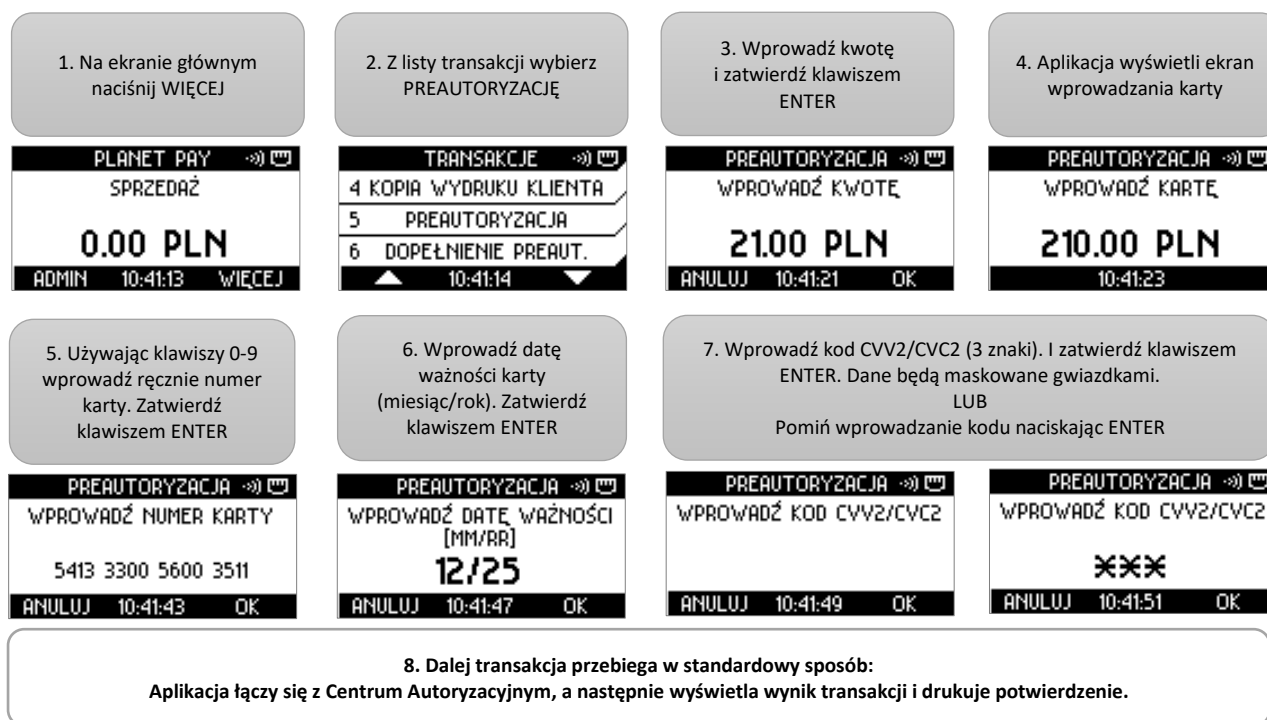 1. Na ekranie głównym
naciśnij WIĘCEJ
2. Z listy transakcji wybierz
PREAUTORYZACJĘ
3. Wprowadź kwotę
i zatwierdź klawiszem
ENTER
4. Aplikacja wyświetli ekran
wprowadzania karty
PLANET PAY
SPRZEDAŻ
0.00 PLN
ADMIN 10:41:13 WIĘCEJ
TRANSAKCJE
4 KOPIA WYDRUKU KLIENTA
5 PREAUTORYZACJA
6 DOPEŁNIENIE PREAUT.
10:41:14
PREAUTORYZACJA
WPROWADŹ KWOTĘ
21.00 PLN
ANULUJ 10:41:21 OK
PREAUTORYZACJA
WPROWADŹ KARTĘ
210.00 PLN
10:41:23
5. Używając klawiszy 0-9
wprowadź ręcznie numer
karty. Zatwierdź
klawiszem ENTER
6. Wprowadź datę
ważności karty
(miesiąc/rok). Zatwierdź
klawiszem ENTER
7. Wprowadź kod CVV2/CVC2 (3 znaki). I zatwierdź klawiszem
ENTER. Dane będą maskowane gwiazdkami.
LUB
Pomiń wprowadzanie kodu naciskając ENTER
PREAUTORYZACJA
WPROWADŹ NUMER KARTY
5413 3300 5600 3511
ANULUJ 10:41:43 OK
PREAUTORYZACJA
WPROWADŹ DATĘ WAŻNOŚCI
[MM/RR]
12/25
ANULUJ 10:41:47 OK
PREAUTORYZACJA
WPROWADŹ KOD CVV2/CVC2
ANULUJ 10:41:49 OK
PREAUTORYZACJA
WPROWADŹ KOD CVV2/CVC2
***
ANULUJ 10:41:51 OK
8. Dalej transakcja przebiega w standardowy sposób:
Aplikacja łączy się z Centrum Autoryzacyjnym, a następnie wyświetla wynik transakcji i drukuje potwierdzenie.